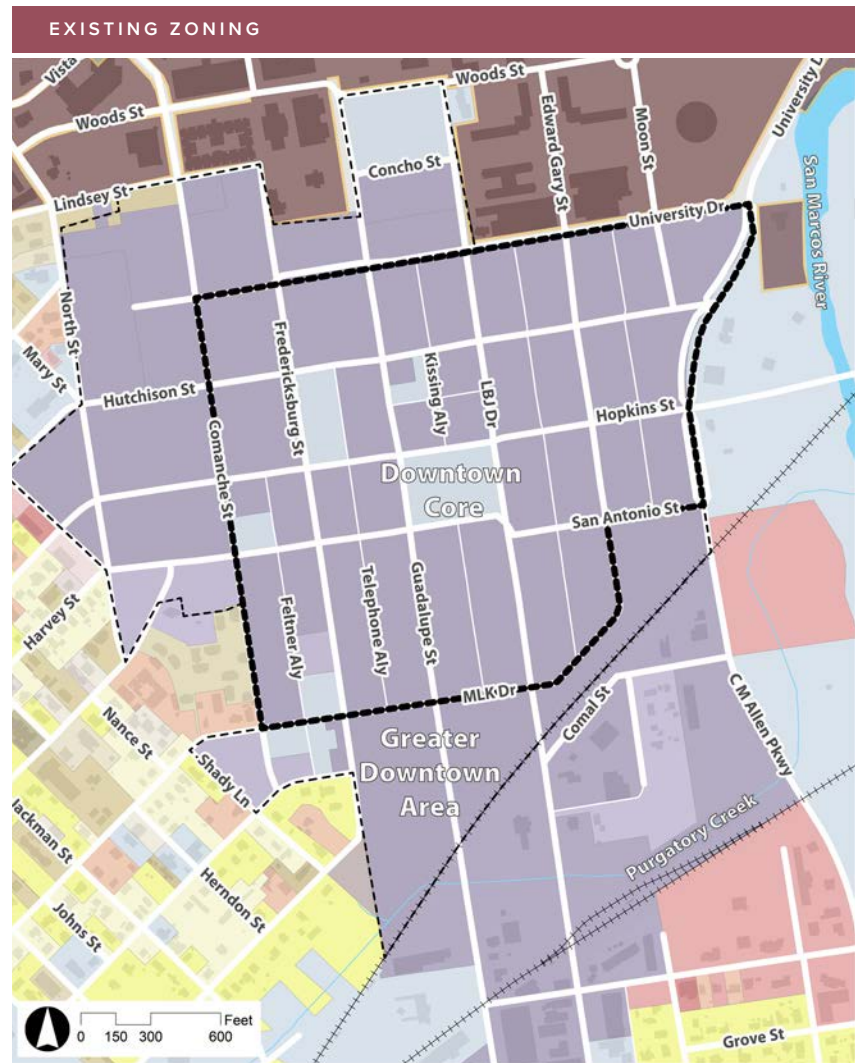 EXISTING ZONING
Vista
Woods St
Woods St
Lindsey St
Concho St
Edward Gary St
Moon St
University Dr
San Marcos River
University Dr
North St
Mary St
Hutchison St
Fredericksburg St
Kissing Aly
LBJ Dr
Hopkins St
Comanche St
Downtown
Core
San Antonio St
Harvey St
Feltner Aly
Telephone Aly
Guadalupe St
MLK Dr
Comal St
C M Allen Pkwy
Nance St
Shady Ln
Greater
Downtown
Area
Purgatory Creek
Herndon St
Johns St
Grove St
Feet
0 150 300 600